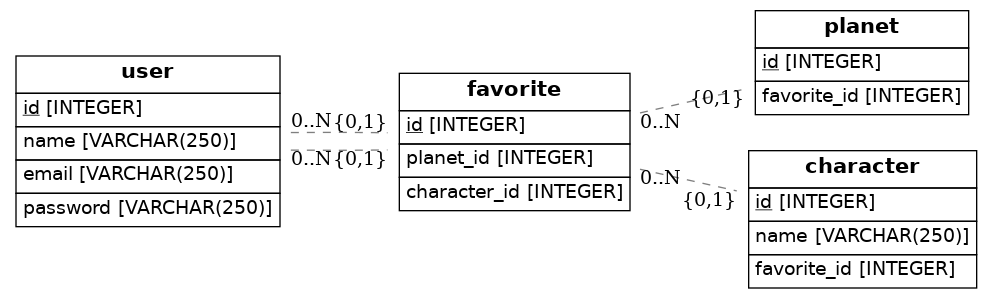 user
id [INTEGER]
name [VARCHAR(250)]
email [VARCHAR(250)]
password [VARCHAR(250)]
0..N {0,1}
0..N {0,1}
favorite
id [INTEGER]
planet_id [INTEGER]
character_id [INTEGER]
0..N
{0,1}
0..N
{0,1}
planet
id [INTEGER]
favorite_id [INTEGER]
character
id [INTEGER]
name [VARCHAR(250)]
favorite_id [INTEGER]